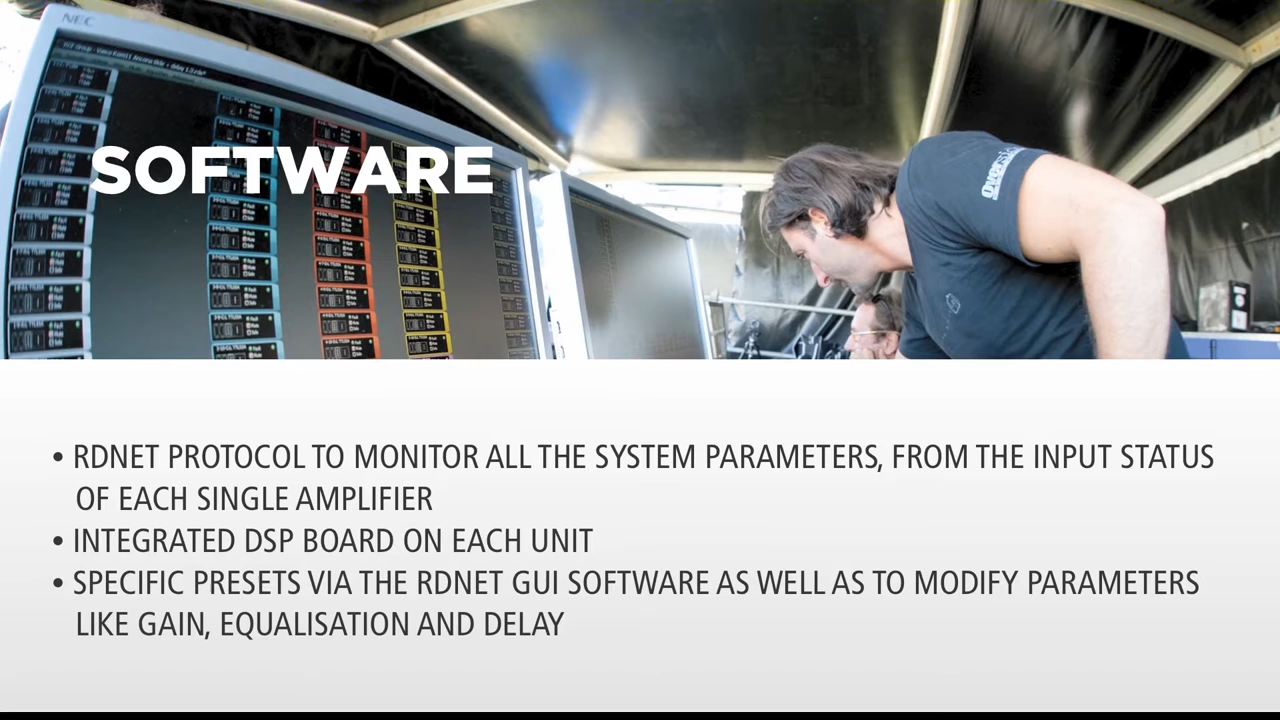 NEC
SOFTWARE
• RDNET PROTOCOL TO MONITOR ALL THE SYSTEM PARAMETERS, FROM THE INPUT STATUS
OF EACH SINGLE AMPLIFIER
• INTEGRATED DSP BOARD ON EACH UNIT
• SPECIFIC PRESETS VIA THE RDNET GUI SOFTWARE AS WELL AS TO MODIFY PARAMETERS
LIKE GAIN, EQUALISATION AND DELAY